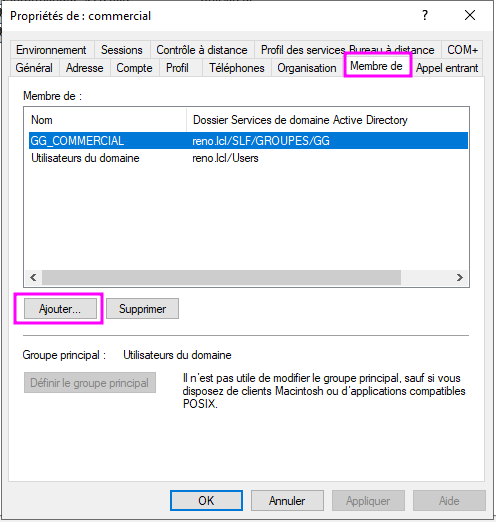 Propriétés de : commercial
?
Environnement Sessions Contrôle à distance Profil des services Bureau à distance COM+
Général Adresse Compte Profil Téléphones Organisation Membre de Appel entrant
Membre de :
Nom Dossier Services de domaine Active Directory
GG_COMMERCIAL reno.lcl/SLF/GROUPES/GG
Utilisateurs du domaine reno.lcl/Users
Ajouter... Supprimer
Groupe principal : Utilisateurs du domaine
Définir le groupe principal
Il n'est pas utile de modifier le groupe principal, sauf si vous
disposez de clients Macintosh ou d'applications compatibles
POSIX.
OK Annuler Appliquer Aide